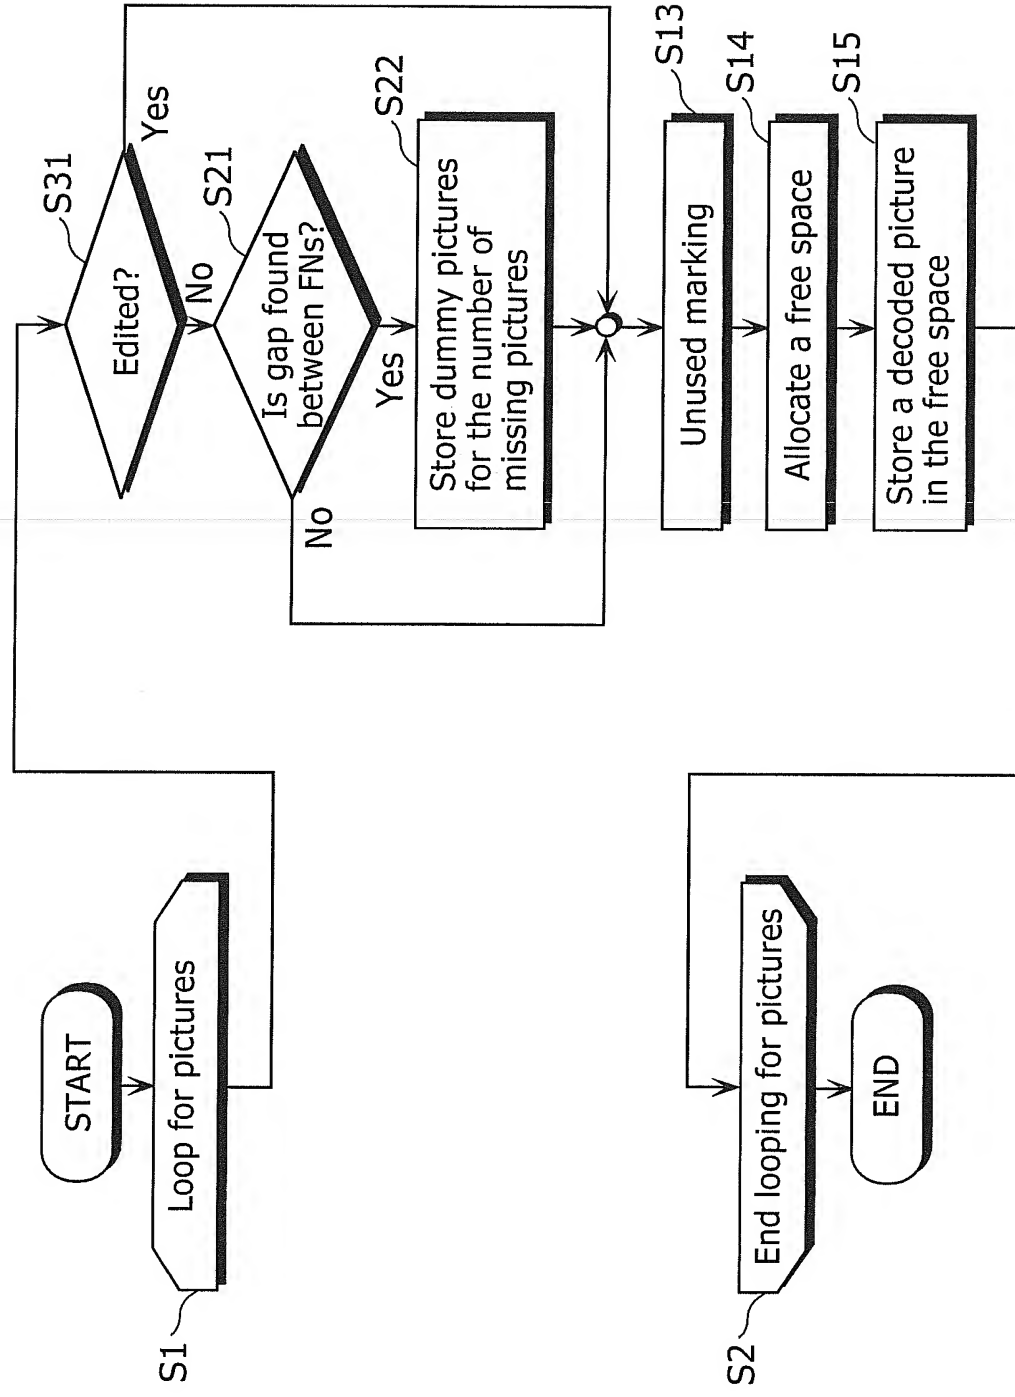 START
S1
Loop for pictures
S31
Edited?
Yes
No
S21
Is gap found
between FNs?
No
Yes
S22
Store dummy pictures
for the number of
missing pictures
S13
Unused marking
S14
Allocate a free space
S15
Store a decoded picture
in the free space
S2
End looping for pictures
END